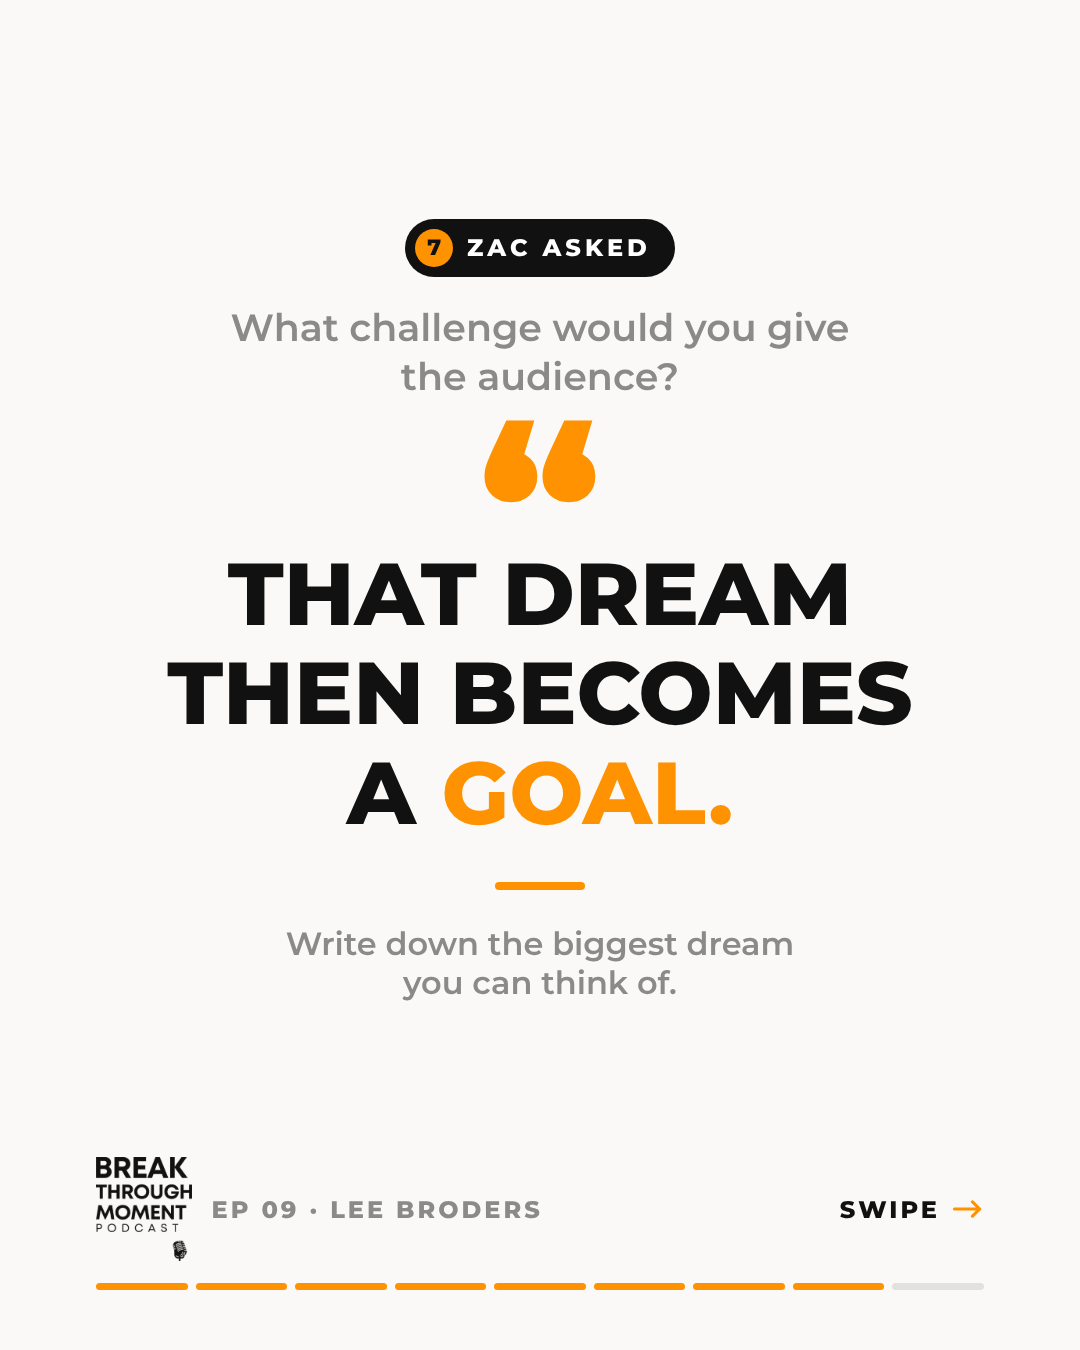 7 ZAC ASKED
What challenge would you give
the audience?
“
THAT DREAM
THEN BECOMES
A GOAL.
Write down the biggest dream
you can think of.
BREAK
THROUGH
MOMENT
PODCAST
EP 09 · LEE BRODERS
SWIPE →